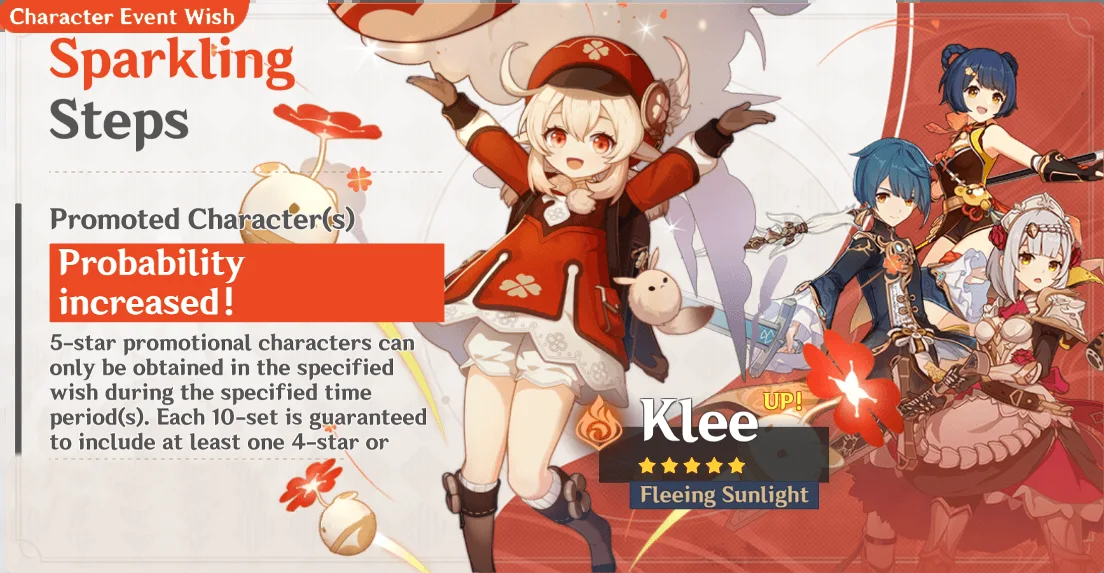 Character Event Wish
Sparkling
Steps
Promoted Character(s)
Probability
increased!
5-star promotional characters can
only be obtained in the specified
wish during the specified time
period(s). Each 10-set is guaranteed
to include at least one 4-star or
UP!
Klee
Fleeing Sunlight